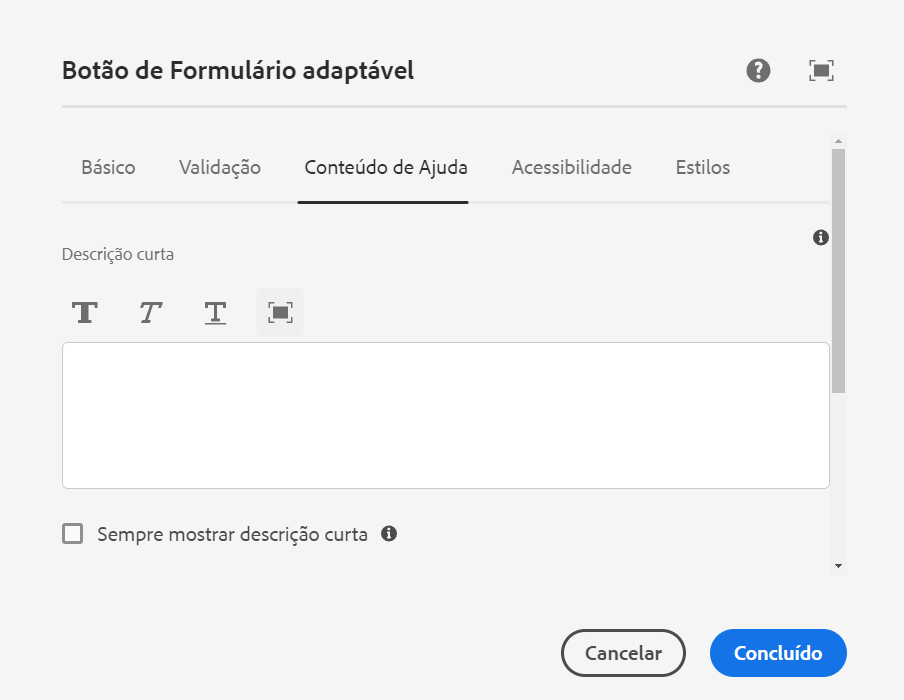 Botão de Formulário adaptável
Básico Validação Conteúdo de Ajuda Acessibilidade Estilos
Descrição curta
Sempre mostrar descrição curta
Cancelar Concluído